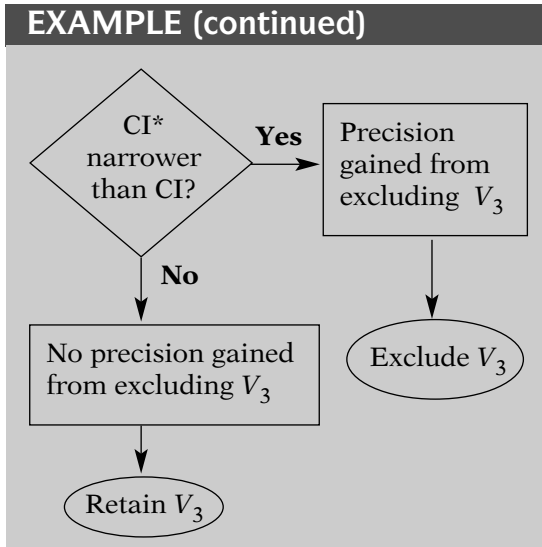 EXAMPLE (continued)
CI*
narrower
than CI?
Yes
Precision
gained from
excluding V₃
No
No precision gained
from excluding V₃
Exclude V₃
Retain V₃